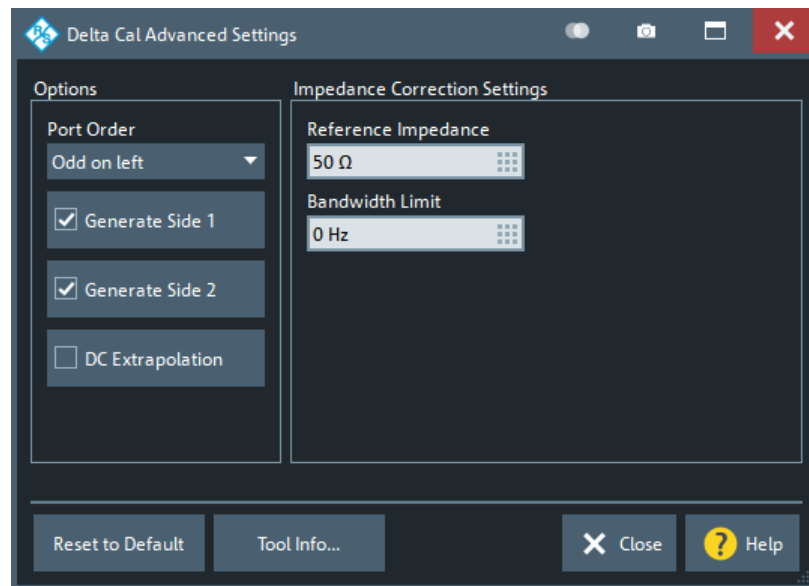 Delta Cal Advanced Settings
Options
Port Order
Odd on left
Generate Side 1
Generate Side 2
DC Extrapolation
Impedance Correction Settings
Reference Impedance
50 Ω
Bandwidth Limit
0 Hz
Reset to Default
Tool Info...
Close
? Help